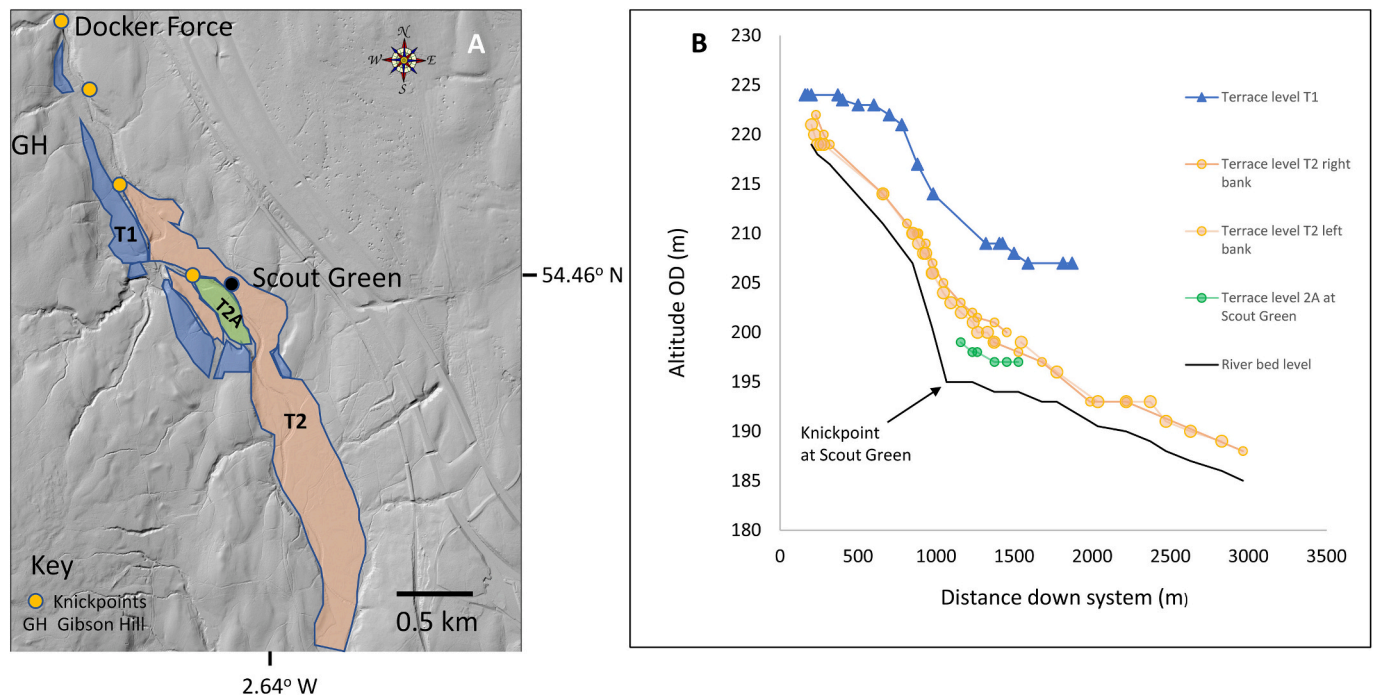 Docker Force
A
N
W
E
S
GH
T1
Scout Green
T2A
54.46o N
T2
Key
Knickpoints
GH Gibson Hill
0.5 km
2.64o W
B
230
225
220
215
210
205
200
195
190
185
180
Altitude OD (m)
0 500 1000 1500 2000 2500 3000 3500
Distance down system (m)
Knickpoint
at Scout Green
Terrace level T1
Terrace level T2 right
bank
Terrace level T2 left
bank
Terrace level 2A at
Scout Green
River bed level